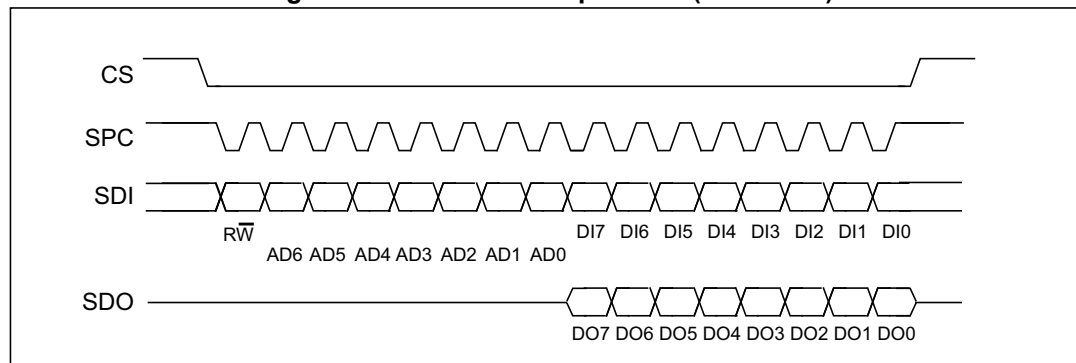 CS
SPC
SDI
RW̅
DI7 DI6 DI5 DI4 DI3 DI2 DI1 DI0
AD6 AD5 AD4 AD3 AD2 AD1 AD0
SDO
DO7 DO6 DO5 DO4 DO3 DO2 DO1 DO0